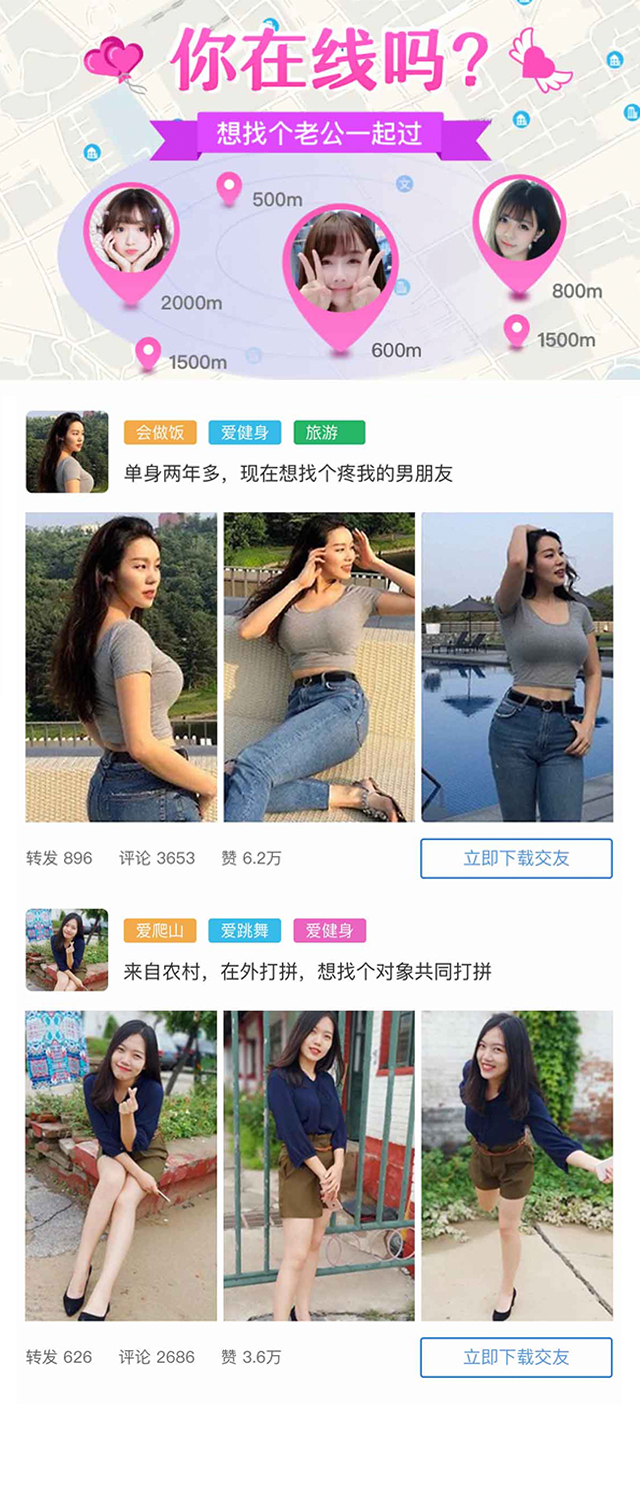 你在线吗?
想找个老公一起过
500m
2000m
800m
600m
1500m
1500m
会做饭 爱健身 旅游
单身两年多，现在想找个疼我的男朋友
转发 896 评论 3653 赞 6.2万 立即下载交友
爱爬山 爱跳舞 爱健身
来自农村，在外打拼，想找个对象共同打拼
转发 626 评论 2686 赞 3.6万 立即下载交友